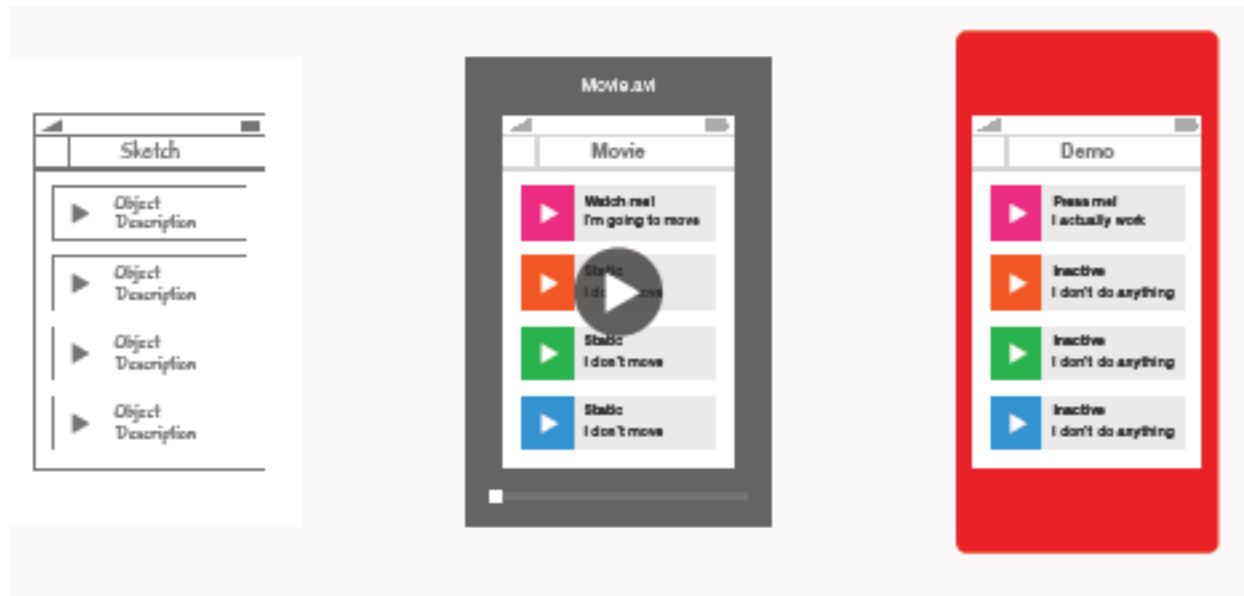 Sketch
Object
Description
Object
Description
Object
Description
Object
Description
Movie.avi
Movie
Watch me!
I'm going to move
Static
I don't move
Static
I don't move
Static
I don't move
Demo
Press me!
I actually work
Inactive
I don't do anything
Inactive
I don't do anything
Inactive
I don't do anything